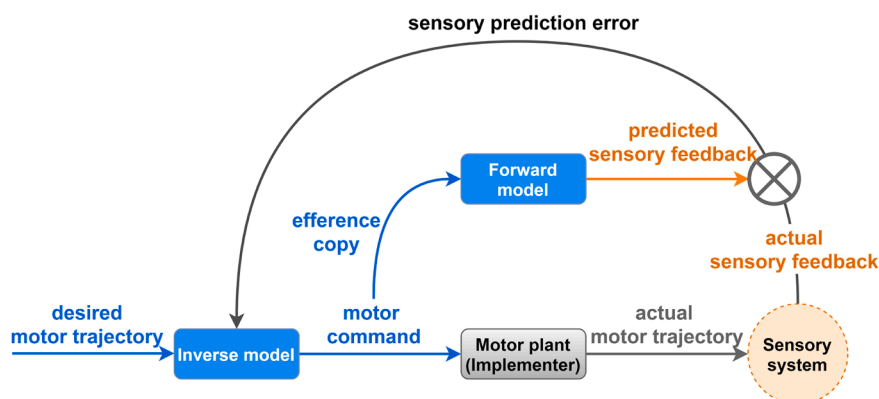 sensory prediction error
predicted
sensory feedback
Forward
model
efference
copy
actual
sensory feedback
desired
motor trajectory
Inverse model
motor
command
Motor plant
(Implementer)
actual
motor trajectory
Sensory
system